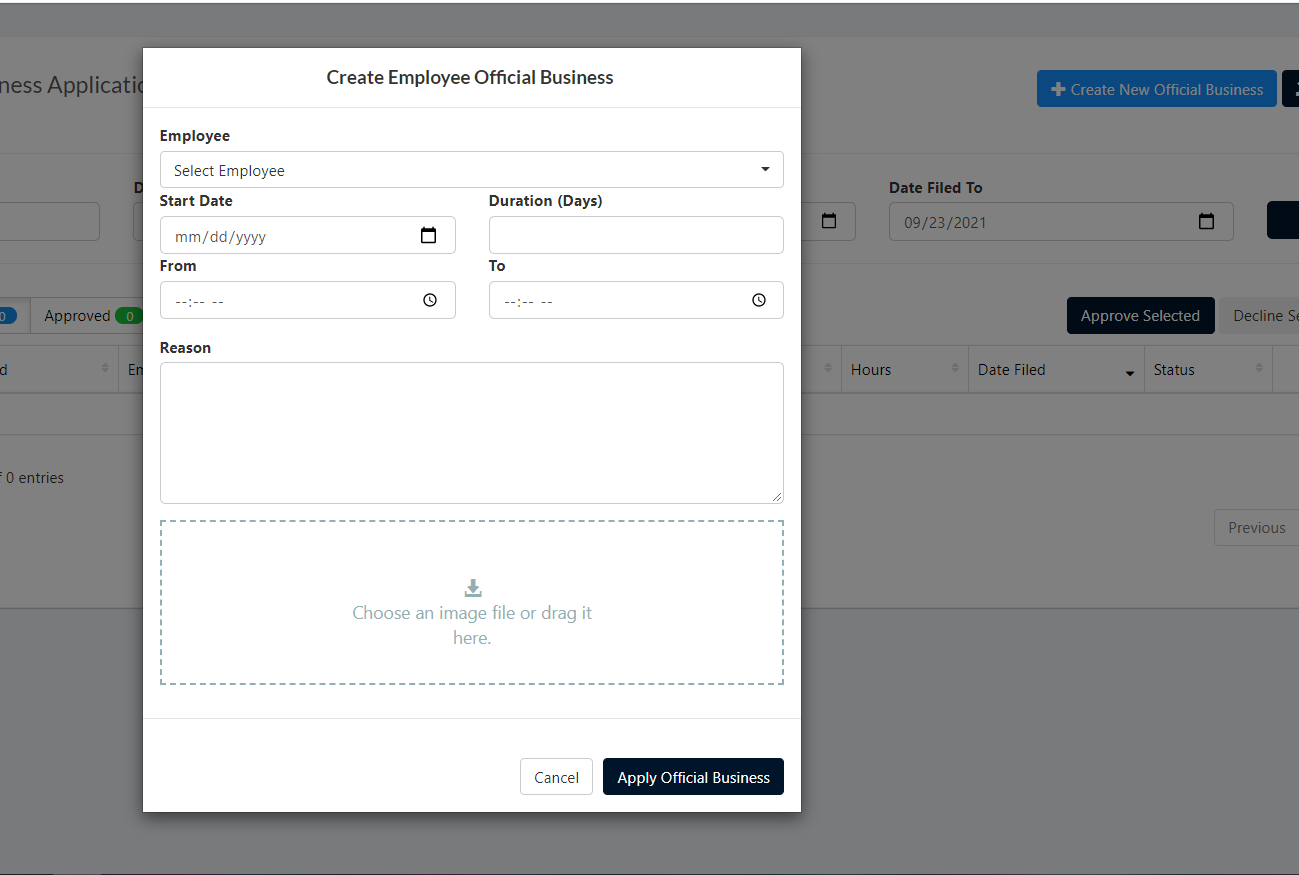 Create Employee Official Business
ness Applicatio
Create New Official Business
Employee
Select Employee
Start Date
Duration (Days)
Date Filed To
mm/dd/yyyy
09/23/2021
From
To
--:-- --
--:-- --
0
Approved 0
Approve Selected
Decline Se
Reason
d
Em
Hours
Date Filed
Status
f 0 entries
Previous
Choose an image file or drag it
here.
Cancel
Apply Official Business